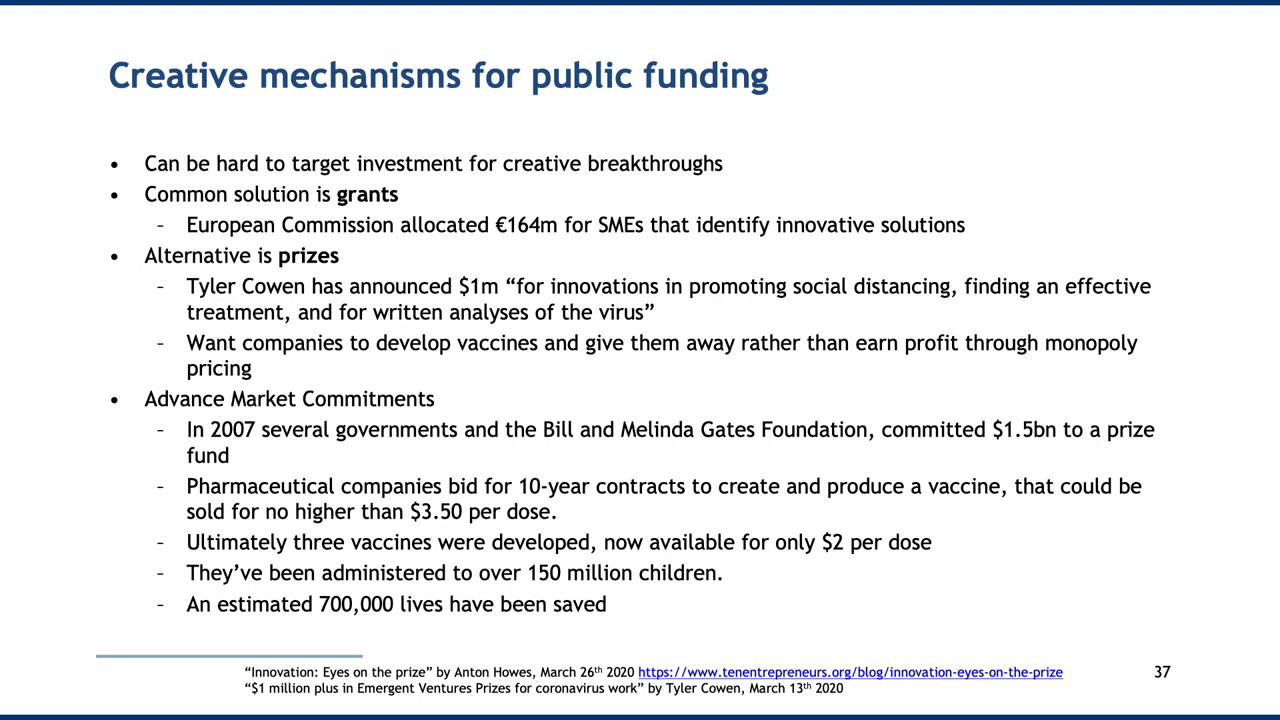 Creative mechanisms for public funding
• Can be hard to target investment for creative breakthroughs
• Common solution is grants
– European Commission allocated €164m for SMEs that identify innovative solutions
• Alternative is prizes
– Tyler Cowen has announced $1m “for innovations in promoting social distancing, finding an effective
treatment, and for written analyses of the virus”
– Want companies to develop vaccines and give them away rather than earn profit through monopoly
pricing
• Advance Market Commitments
– In 2007 several governments and the Bill and Melinda Gates Foundation, committed $1.5bn to a prize
fund
– Pharmaceutical companies bid for 10-year contracts to create and produce a vaccine, that could be
sold for no higher than $3.50 per dose.
– Ultimately three vaccines were developed, now available for only $2 per dose
– They’ve been administered to over 150 million children.
– An estimated 700,000 lives have been saved
“Innovation: Eyes on the prize” by Anton Howes, March 26th 2020 https://www.tenentrepreneurs.org/blog/innovation-eyes-on-the-prize
“$1 million plus in Emergent Ventures Prizes for coronavirus work” by Tyler Cowen, March 13th 2020
37